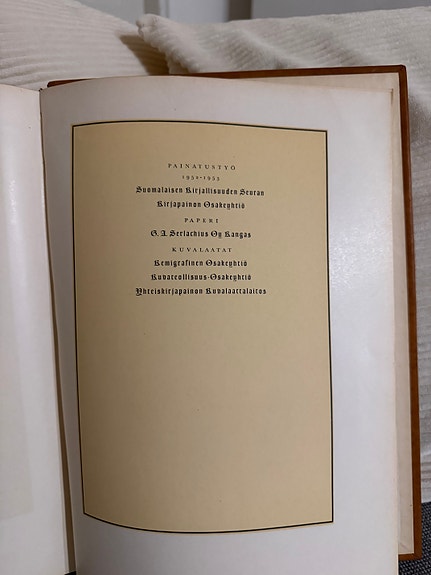 PAINATUSTYÖ
1950-1953
Suomalaisen Kirjallisuuden Seuran
Kirjapainon Osakeyhtiö
PAPERI
G. A. Serlachius Oy Kangas
KUVALAATAT
Kemigrafinen Osakeyhtiö
Kuvateollisuus-Osakeyhtiö
Yhteiskirjapainon Kuvalaattalaitos